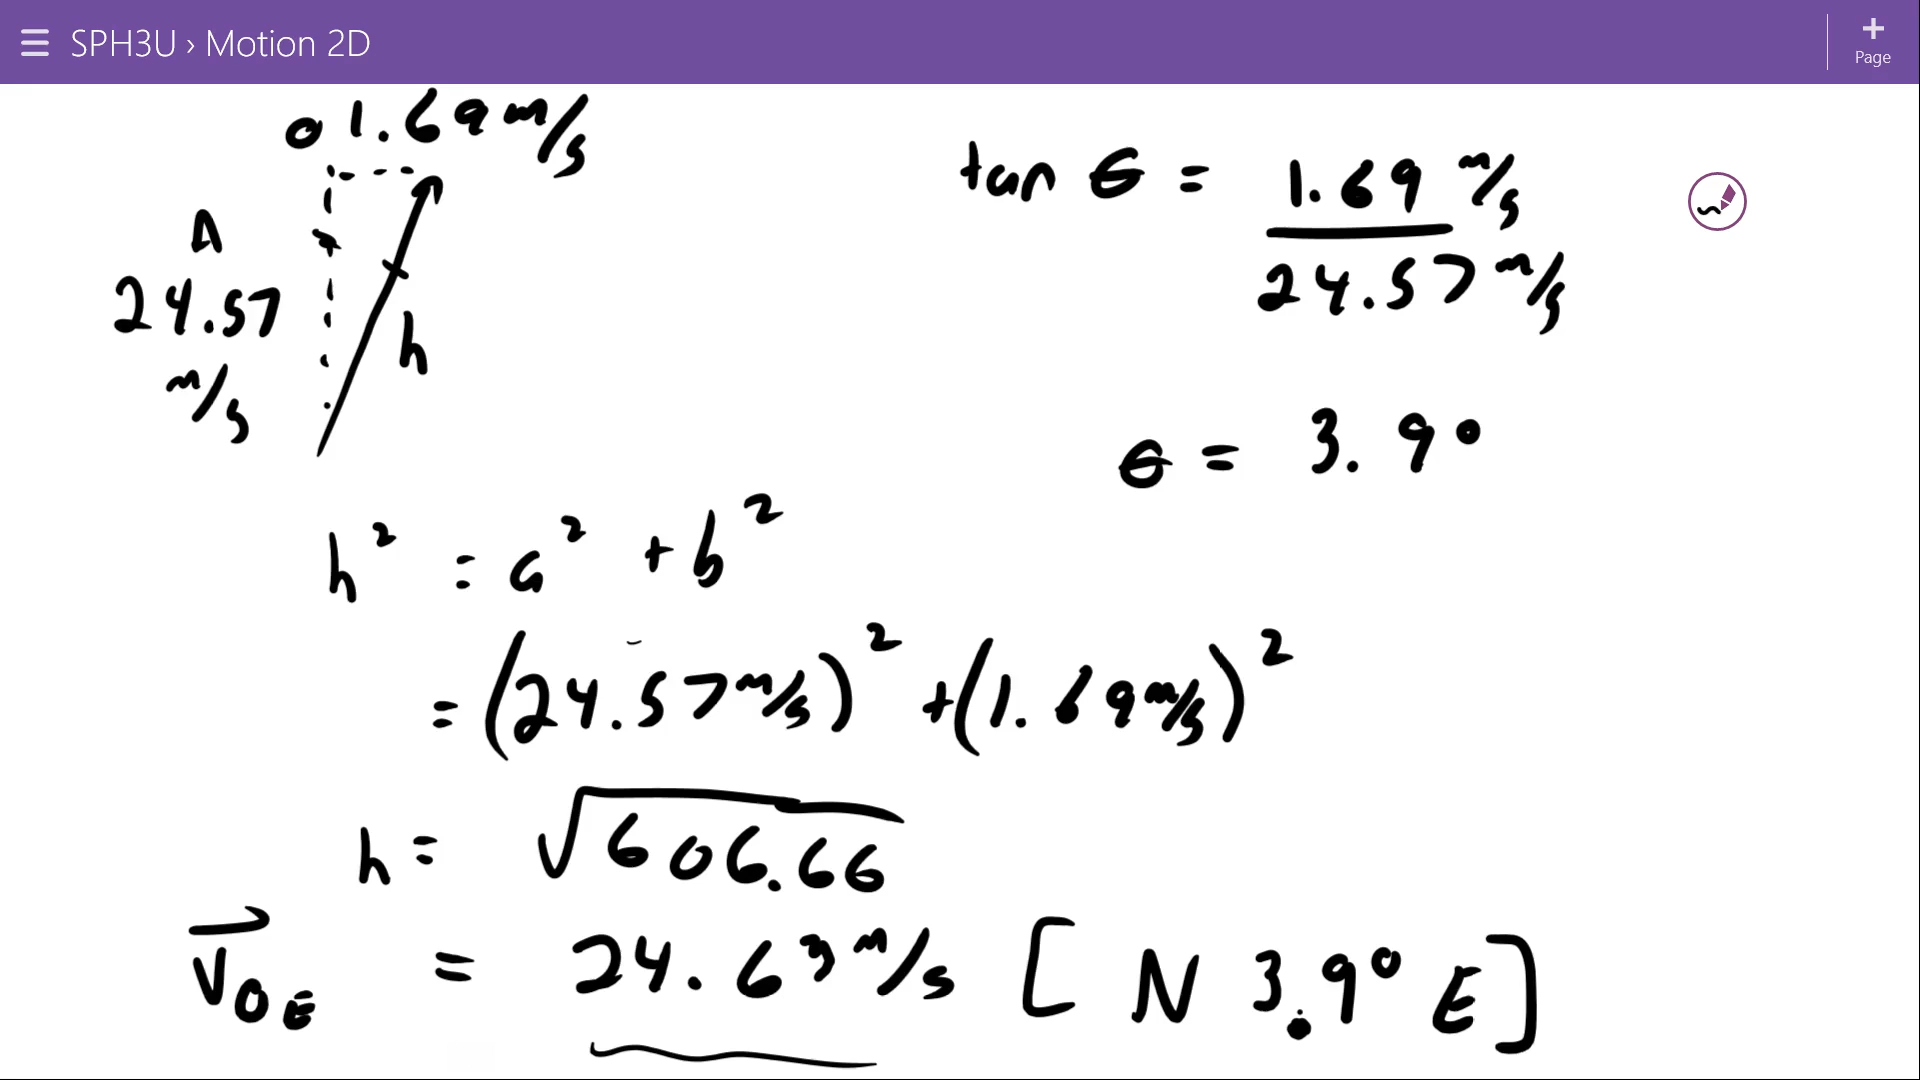 SPH3U › Motion 2D
+
Page
O 1.69 m/s
A
24.57
m/s
h
tan θ = 1.69 m/s
24.57 m/s
θ = 3.9°
h² = a² + b²
= (24.57 m/s)² + (1.69 m/s)²
h = √606.66
V⃗OE = 24.63 m/s [N 3.9° E]